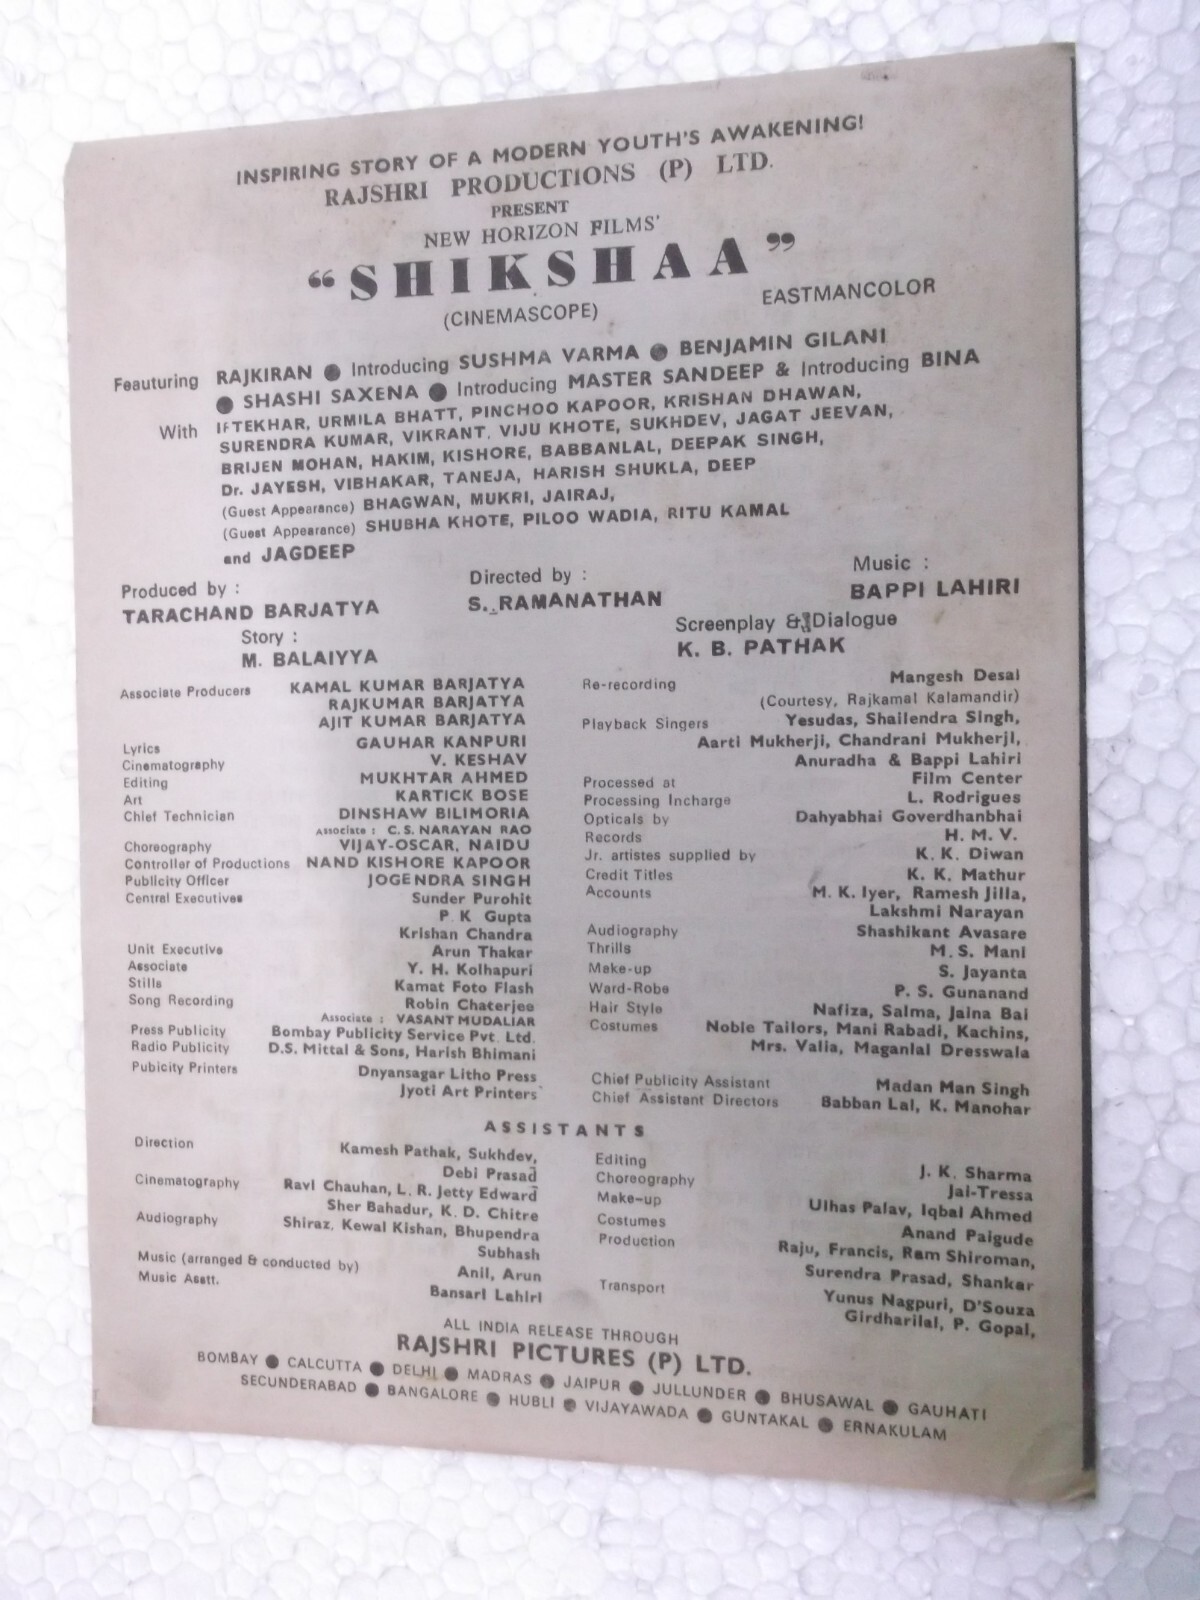 INSPIRING STORY OF A MODERN YOUTH'S AWAKENING!
RAJSHRI PRODUCTIONS (P) LTD.
PRESENT
NEW HORIZON FILMS'
"SHIKSHAA"
(CINEMASCOPE) EASTMANCOLOR
Feauturing RAJKIRAN ● Introducing SUSHMA VARMA ● BENJAMIN GILANI
● SHASHI SAXENA ● Introducing MASTER SANDEEP & Introducing BINA
With IFTEKHAR, URMILA BHATT, PINCHOO KAPOOR, KRISHAN DHAWAN,
SURENDRA KUMAR, VIKRANT, VIJU KHOTE, SUKHDEV, JAGAT JEEVAN,
BRIJEN MOHAN, HAKIM, KISHORE, BABBANLAL, DEEPAK SINGH,
Dr. JAYESH, VIBHAKAR, TANEJA, HARISH SHUKLA, DEEP
(Guest Appearance) BHAGWAN, MUKRI, JAIRAJ,
(Guest Appearance) SHUBHA KHOTE, PILOO WADIA, RITU KAMAL
and JAGDEEP
Produced by :
TARACHAND BARJATYA
Directed by :
S. RAMANATHAN
Music :
BAPPI LAHIRI
Story :
M. BALAIYYA
Screenplay & Dialogue
K. B. PATHAK
Associate Producers KAMAL KUMAR BARJATYA
RAJKUMAR BARJATYA
AJIT KUMAR BARJATYA
Lyrics GAUHAR KANPURI
Cinematography V. KESHAV
Editing MUKHTAR AHMED
Art KARTICK BOSE
Chief Technician DINSHAW BILIMORIA
Associate : C.S. NARAYAN RAO
Choreography VIJAY-OSCAR, NAIDU
Controller of Productions NAND KISHORE KAPOOR
Publicity Officer JOGENDRA SINGH
Central Executives Sunder Purohit
P. K Gupta
Krishan Chandra
Unit Executive Arun Thakar
Associate Y. H. Kolhapuri
Stills Kamat Foto Flash
Song Recording Robin Chaterjee
Associate : VASANT MUDALIAR
Press Publicity Bombay Publicity Service Pvt. Ltd.
Radio Publicity D.S. Mittal & Sons, Harish Bhimani
Pubicity Printers Dnyansagar Litho Press
Jyoti Art Printers
Re-recording Mangesh Desai
(Courtesy, Rajkamal Kalamandir)
Playback Singers Yesudas, Shailendra Singh,
Aarti Mukherji, Chandrani Mukherji,
Anuradha & Bappi Lahiri
Processed at Film Center
Processing Incharge L. Rodrigues
Opticals by Dahyabhai Goverdhanbhai
Records H. M. V.
Jr. artistes supplied by K. K. Diwan
Credit Titles K. K. Mathur
Accounts M. K. Iyer, Ramesh Jilla,
Lakshmi Narayan
Audiography Shashikant Avasare
Thrills M. S. Mani
Make-up S. Jayanta
Ward-Robe P. S. Gunanand
Hair Style Nafiza, Salma, Jaina Bai
Costumes Noble Tailors, Mani Rabadi, Kachins,
Mrs. Valia, Maganlal Dresswala
Chief Publicity Assistant Madan Man Singh
Chief Assistant Directors Babban Lal, K. Manohar
ASSISTANTS
Direction Kamesh Pathak, Sukhdev,
Debi Prasad
Cinematography Ravi Chauhan, L. R. Jetty Edward
Sher Bahadur, K. D. Chitre
Audiography Shiraz, Kewal Kishan, Bhupendra
Subhash
Music (arranged & conducted by) Anil, Arun
Music Asstt. Bansari Lahiri
Editing J. K. Sharma
Choreography Jai-Tressa
Make-up Ulhas Palav, Iqbal Ahmed
Costumes Anand Paigude
Production Raju, Francis, Ram Shiroman,
Surendra Prasad, Shankar
Transport Yunus Nagpuri, D'Souza
Girdharilal, P. Gopal,
ALL INDIA RELEASE THROUGH
RAJSHRI PICTURES (P) LTD.
BOMBAY ● CALCUTTA ● DELHI ● MADRAS ● JAIPUR ● JULLUNDER ● BHUSAWAL ● GAUHATI
SECUNDERABAD ● BANGALORE ● HUBLI ● VIJAYAWADA ● GUNTAKAL ● ERNAKULAM